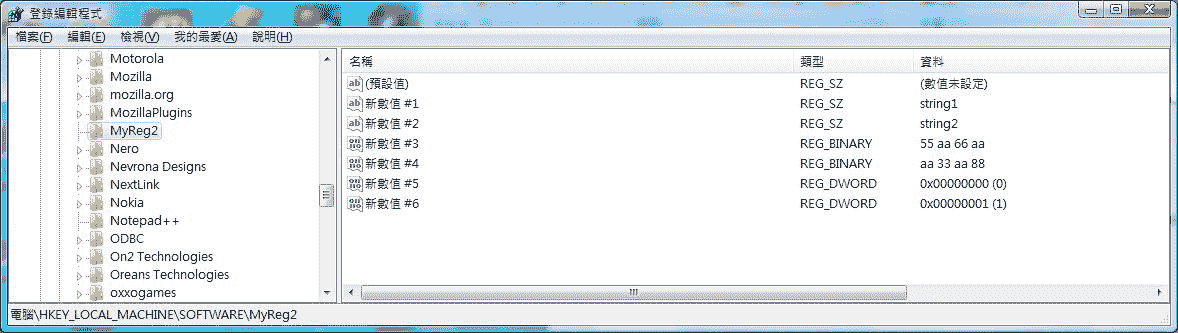 登錄編輯程式
檔案(F) 編輯(E) 檢視(V) 我的最愛(A) 說明(H)
Motorola
Mozilla
mozilla.org
MozillaPlugins
MyReg2
Nero
Nevrona Designs
NextLink
Nokia
Notepad++
ODBC
On2 Technologies
Oreans Technologies
oxxogames
名稱 類型 資料
(預設值) REG_SZ (數值未設定)
新數值 #1 REG_SZ string1
新數值 #2 REG_SZ string2
新數值 #3 REG_BINARY 55 aa 66 aa
新數值 #4 REG_BINARY aa 33 aa 88
新數值 #5 REG_DWORD 0x00000000 (0)
新數值 #6 REG_DWORD 0x00000001 (1)
電腦\HKEY_LOCAL_MACHINE\SOFTWARE\MyReg2